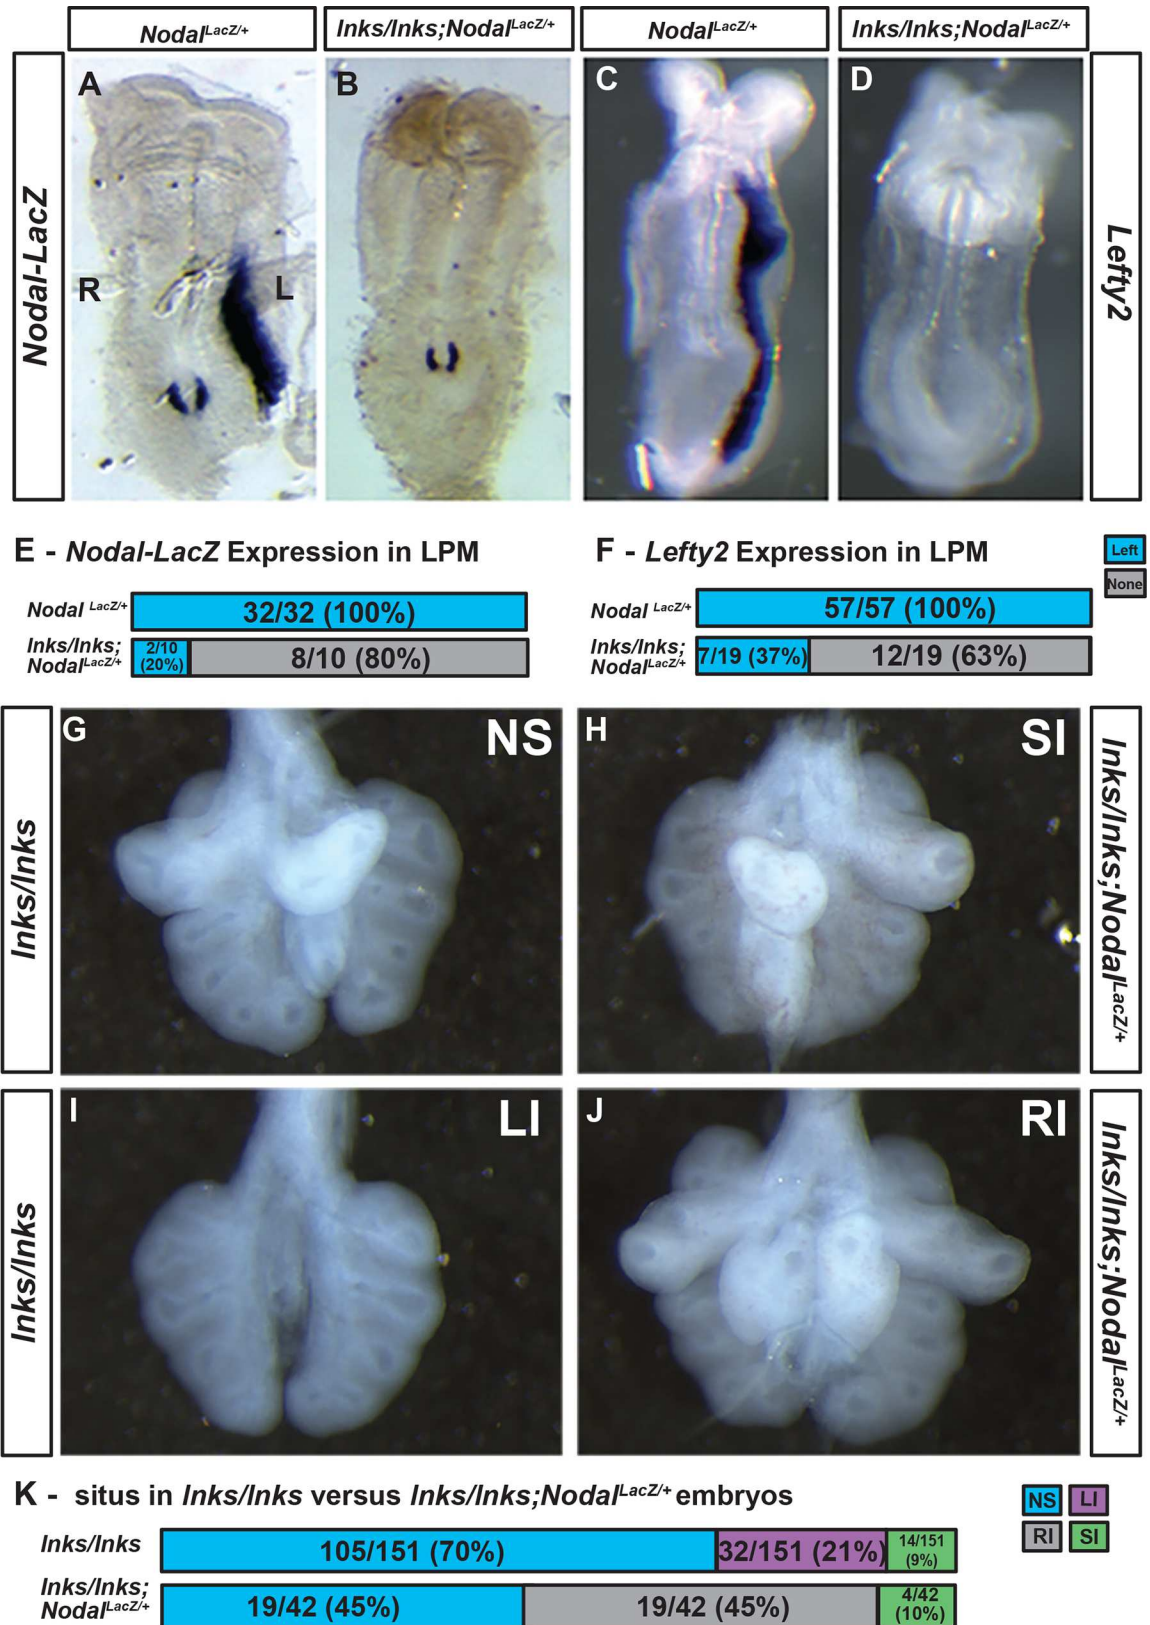 Nodal LacZ/+
Inks/Inks;Nodal LacZ/+
Nodal LacZ/+
Inks/Inks;Nodal LacZ/+
Nodal-LacZ
A
R
L
B
C
D
Lefty2
E - Nodal-LacZ Expression in LPM
Nodal LacZ/+
32/32 (100%)
Inks/Inks;
Nodal LacZ/+
2/10
(20%)
8/10 (80%)
F - Lefty2 Expression in LPM
Left
None
Nodal LacZ/+
57/57 (100%)
Inks/Inks;
Nodal LacZ/+
7/19 (37%)
12/19 (63%)
Inks/Inks
G
NS
H
SI
Inks/Inks;Nodal LacZ/+
Inks/Inks
I
LI
J
RI
Inks/Inks;Nodal LacZ/+
K - situs in Inks/Inks versus Inks/Inks;Nodal LacZ/+ embryos
NS
LI
RI
SI
Inks/Inks
105/151 (70%)
32/151 (21%)
14/151
(9%)
Inks/Inks;
Nodal LacZ/+
19/42 (45%)
19/42 (45%)
4/42
(10%)